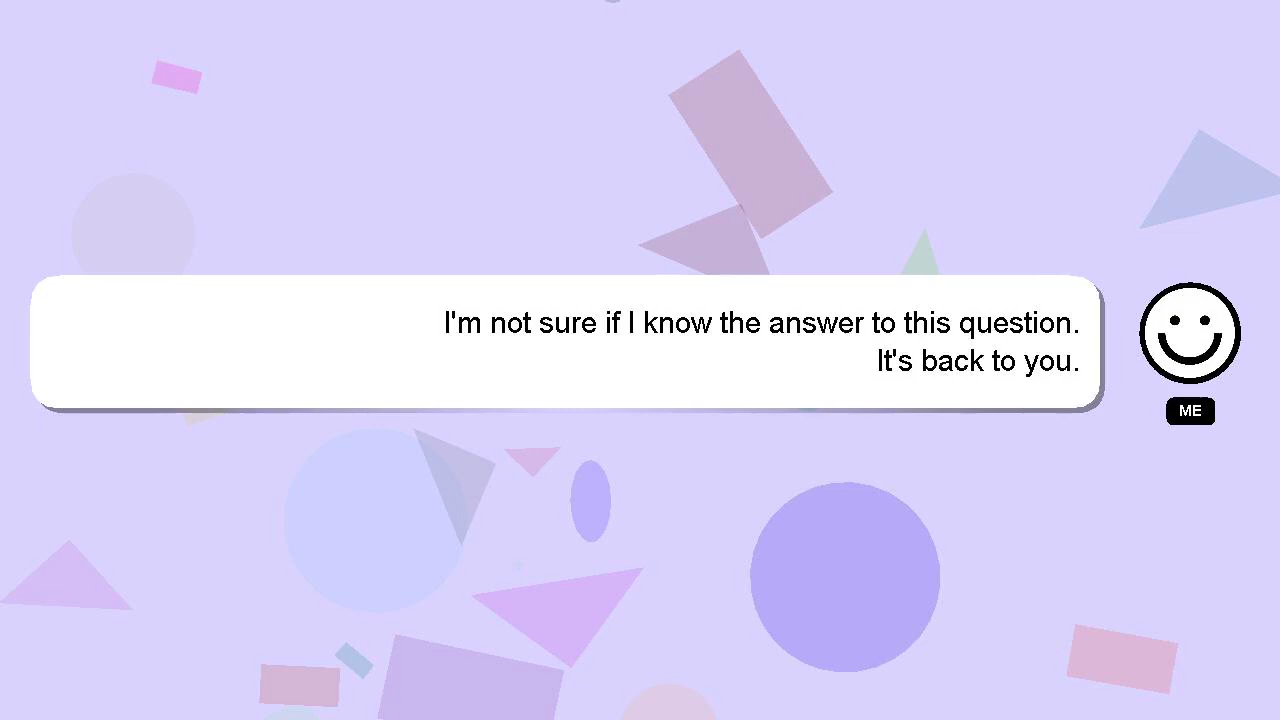 I'm not sure if I know the answer to this question.
It's back to you.
ME